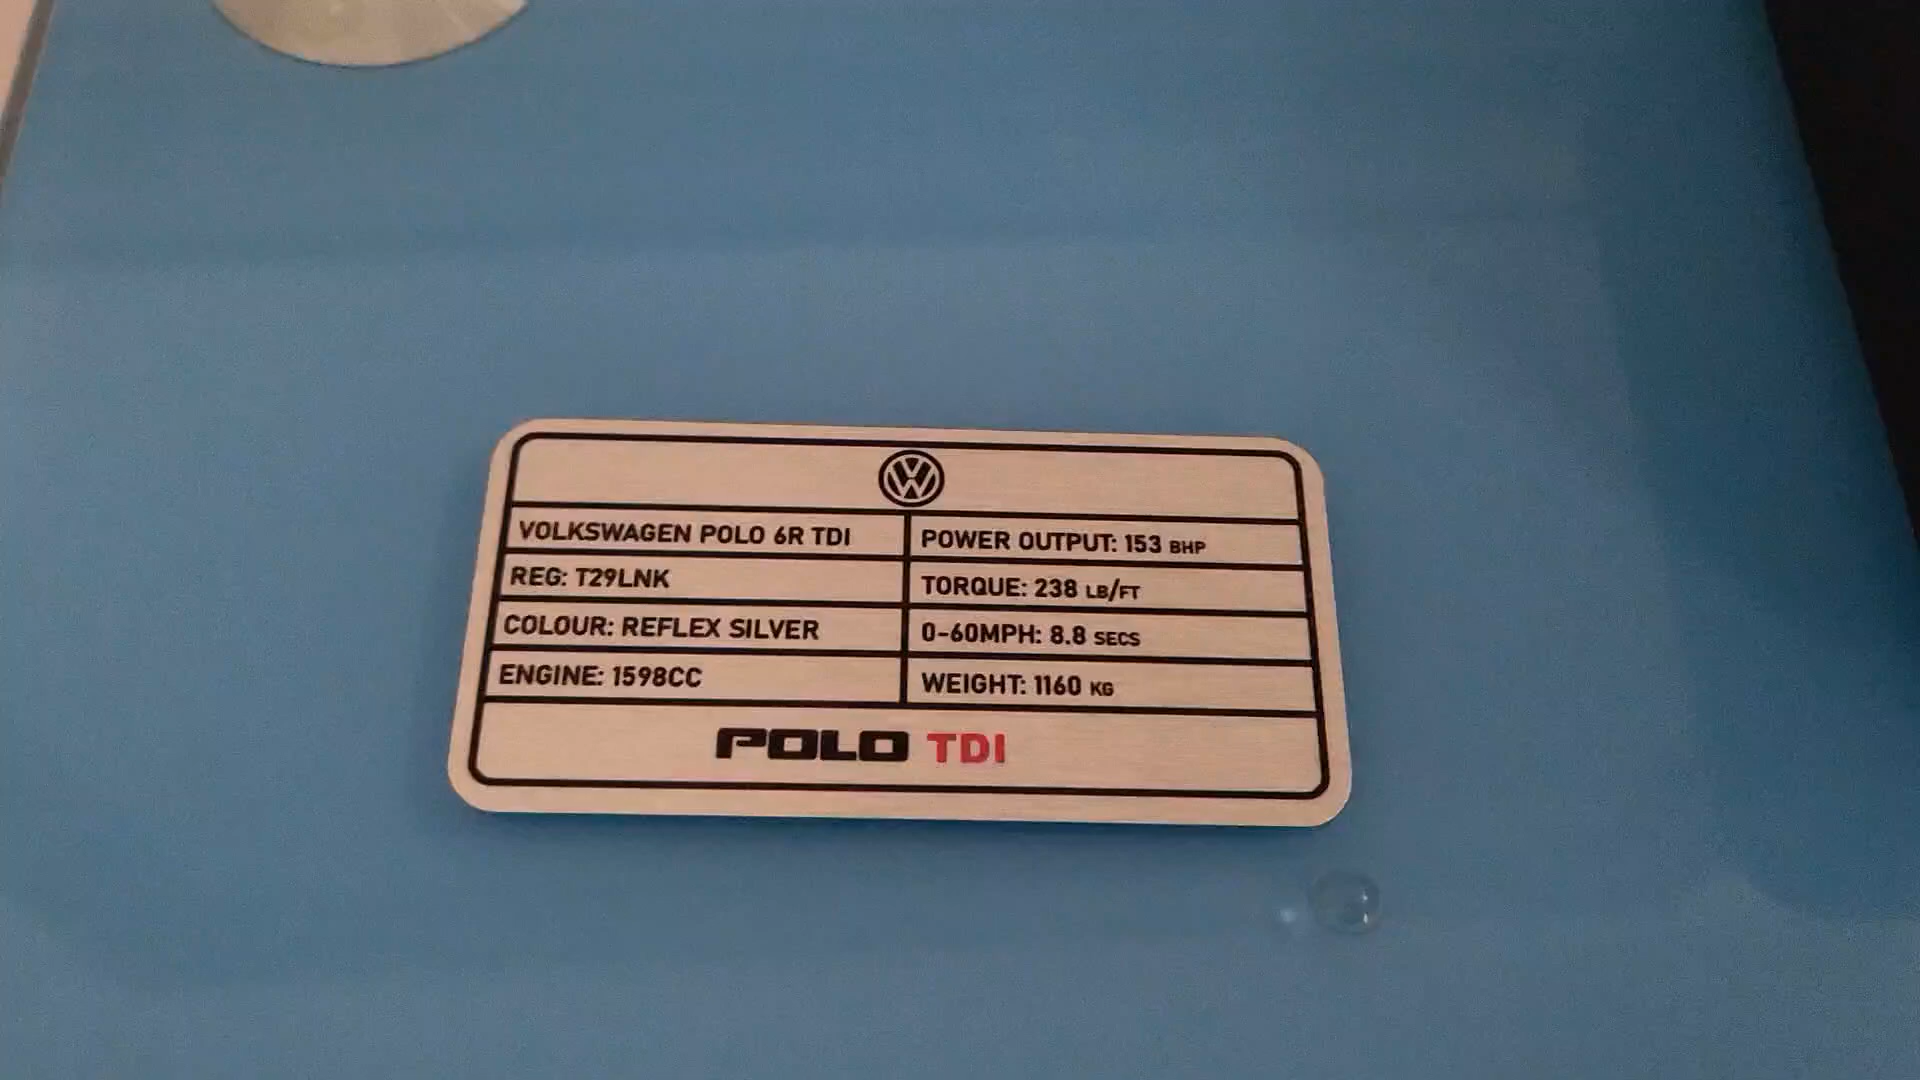 VOLKSWAGEN POLO 6R TDI
POWER OUTPUT: 153 BHP
REG: T29LNK
TORQUE: 238 LB/FT
COLOUR: REFLEX SILVER
0-60MPH: 8.8 SECS
ENGINE: 1598CC
WEIGHT: 1160 KG
POLO TDI